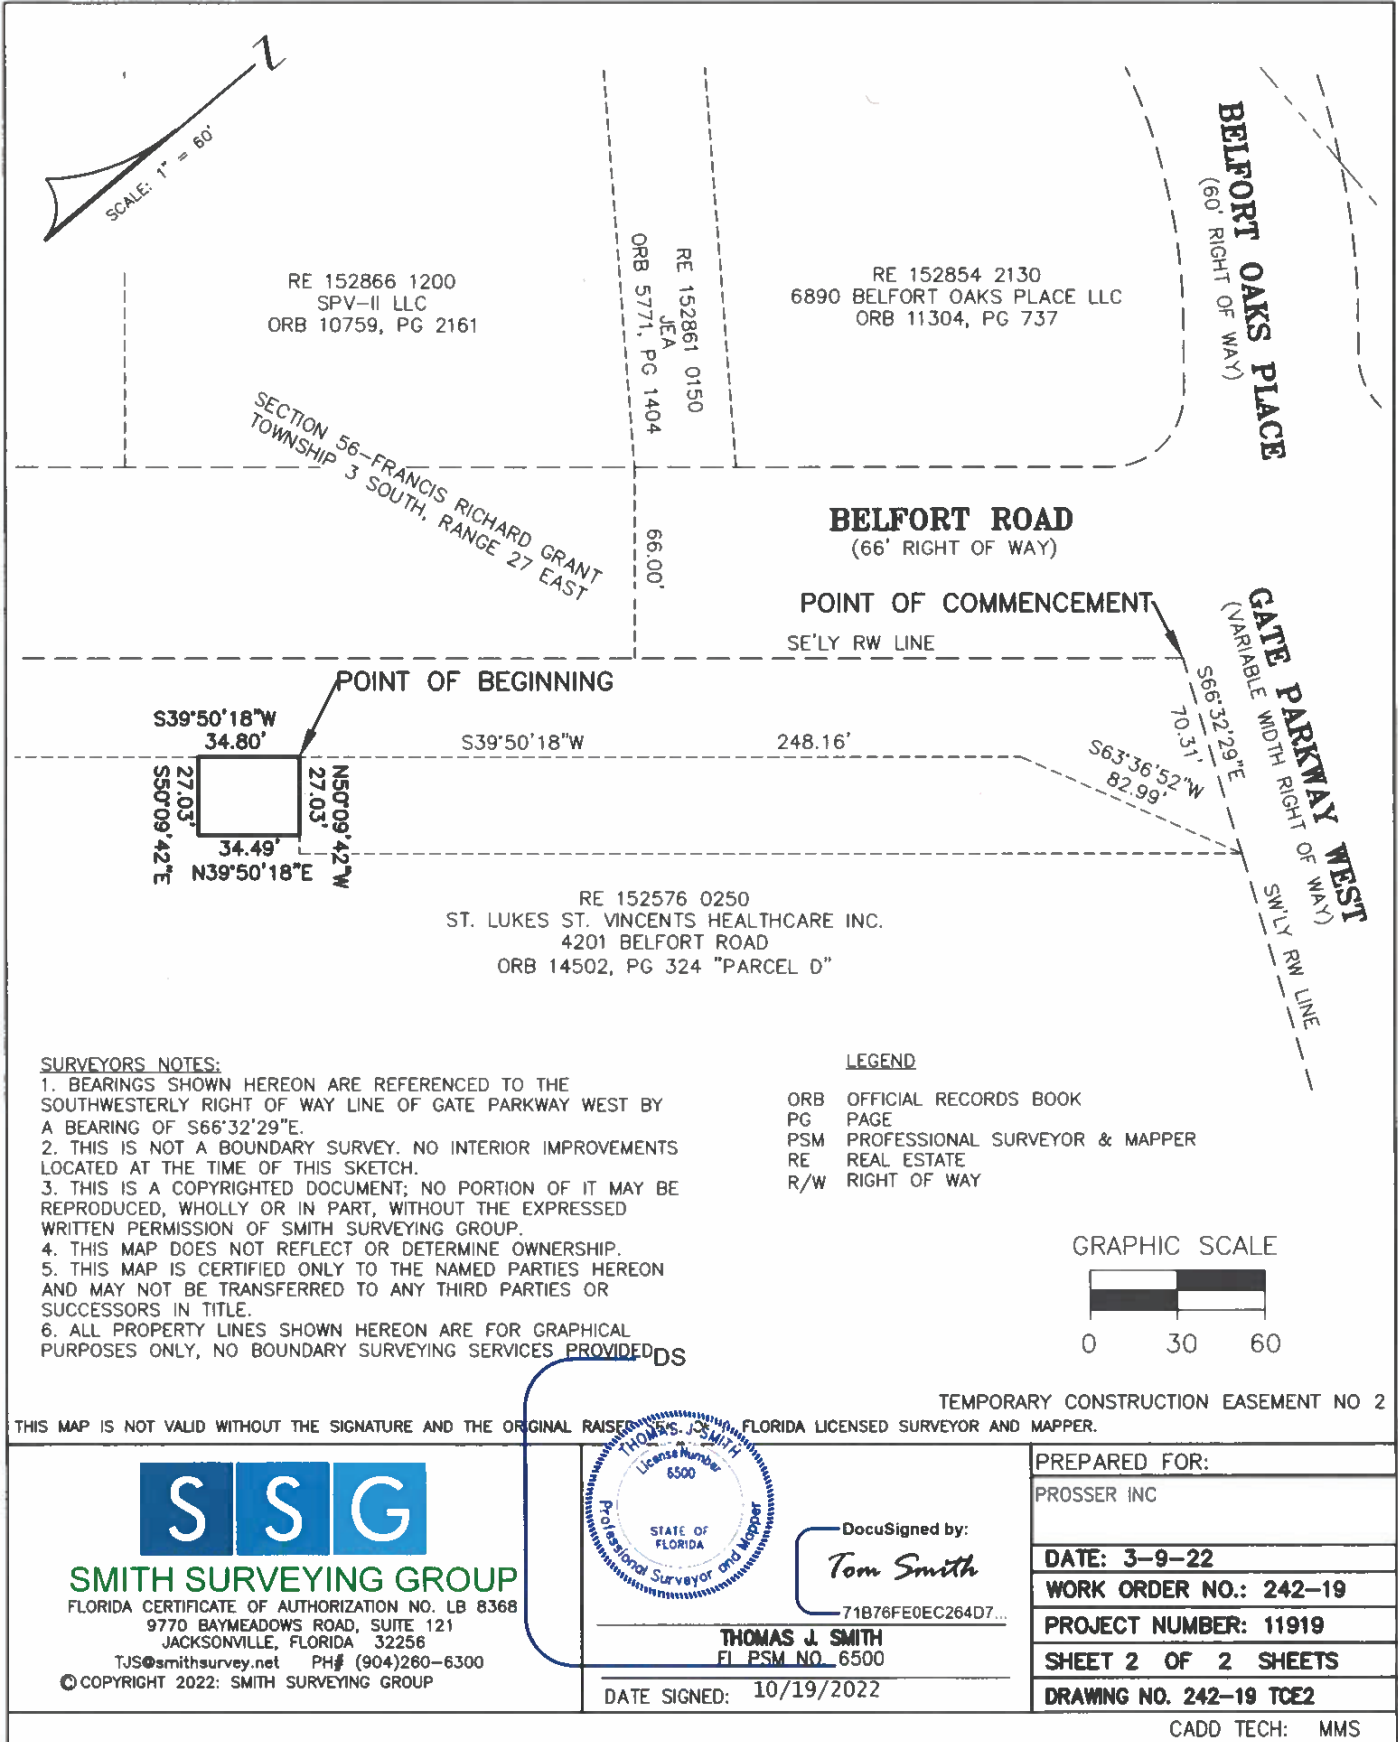 Z
SCALE: 1" = 60'
BELFORT OAKS PLACE
(60' RIGHT OF WAY)
RE 152866 1200
SPV-II LLC
ORB 10759, PG 2161
RE 152861 0150
JEA
ORB 5771, PG 1404
RE 152854 2130
6890 BELFORT OAKS PLACE LLC
ORB 11304, PG 737
SECTION 56-FRANCIS RICHARD GRANT
TOWNSHIP 3 SOUTH, RANGE 27 EAST
66.00'
BELFORT ROAD
(66' RIGHT OF WAY)
POINT OF COMMENCEMENT
SE'LY RW LINE
GATE PARKWAY WEST
(VARIABLE WIDTH RIGHT OF WAY)
S66°32'29"E
70.31'
POINT OF BEGINNING
S39°50'18"W
34.80'
S39°50'18"W
248.16'
S63°36'52"W
82.99'
S50°09'42"E
27.03'
N50°09'42"W
27.03'
34.49'
N39°50'18"E
SW'LY RW LINE
RE 152576 0250
ST. LUKES ST. VINCENTS HEALTHCARE INC.
4201 BELFORT ROAD
ORB 14502, PG 324 "PARCEL D"
SURVEYORS NOTES:
1. BEARINGS SHOWN HEREON ARE REFERENCED TO THE
SOUTHWESTERLY RIGHT OF WAY LINE OF GATE PARKWAY WEST BY
A BEARING OF S66°32'29"E.
2. THIS IS NOT A BOUNDARY SURVEY. NO INTERIOR IMPROVEMENTS
LOCATED AT THE TIME OF THIS SKETCH.
3. THIS IS A COPYRIGHTED DOCUMENT; NO PORTION OF IT MAY BE
REPRODUCED, WHOLLY OR IN PART, WITHOUT THE EXPRESSED
WRITTEN PERMISSION OF SMITH SURVEYING GROUP.
4. THIS MAP DOES NOT REFLECT OR DETERMINE OWNERSHIP.
5. THIS MAP IS CERTIFIED ONLY TO THE NAMED PARTIES HEREON
AND MAY NOT BE TRANSFERRED TO ANY THIRD PARTIES OR
SUCCESSORS IN TITLE.
6. ALL PROPERTY LINES SHOWN HEREON ARE FOR GRAPHICAL
PURPOSES ONLY, NO BOUNDARY SURVEYING SERVICES PROVIDED
DS
LEGEND
ORB OFFICIAL RECORDS BOOK
PG PAGE
PSM PROFESSIONAL SURVEYOR & MAPPER
RE REAL ESTATE
R/W RIGHT OF WAY
GRAPHIC SCALE
0 30 60
TEMPORARY CONSTRUCTION EASEMENT NO 2
THIS MAP IS NOT VALID WITHOUT THE SIGNATURE AND THE ORIGINAL RAISED FLORIDA LICENSED SURVEYOR AND MAPPER.
SSG
SMITH SURVEYING GROUP
FLORIDA CERTIFICATE OF AUTHORIZATION NO. LB 8368
9770 BAYMEADOWS ROAD, SUITE 121
JACKSONVILLE, FLORIDA 32256
TJS@smithsurvey.net PH# (904)260-6300
© COPYRIGHT 2022: SMITH SURVEYING GROUP
THOMAS J. SMITH
License Number
6500
STATE OF
FLORIDA
Professional Surveyor and Mapper
DocuSigned by:
Tom Smith
71B76FE0EC264D7...
THOMAS J. SMITH
FL PSM NO. 6500
DATE SIGNED: 10/19/2022
PREPARED FOR:
PROSSER INC
DATE: 3-9-22
WORK ORDER NO.: 242-19
PROJECT NUMBER: 11919
SHEET 2 OF 2 SHEETS
DRAWING NO. 242-19 TCE2
CADD TECH: MMS